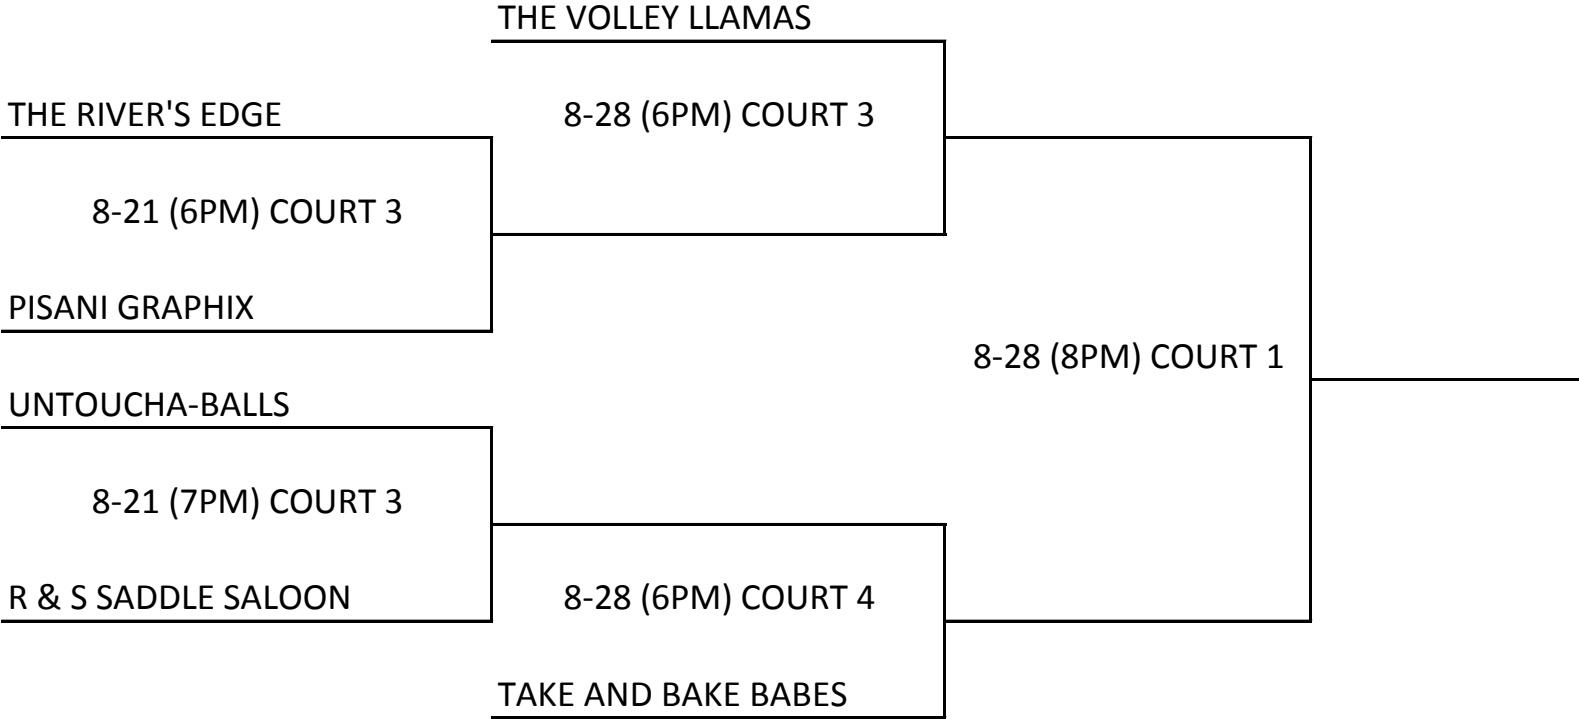 THE VOLLEY LLAMAS
THE RIVER'S EDGE
8-28 (6PM) COURT 3
8-21 (6PM) COURT 3
PISANI GRAPHIX
8-28 (8PM) COURT 1
UNTOUCHA-BALLS
8-21 (7PM) COURT 3
R & S SADDLE SALOON
8-28 (6PM) COURT 4
TAKE AND BAKE BABES